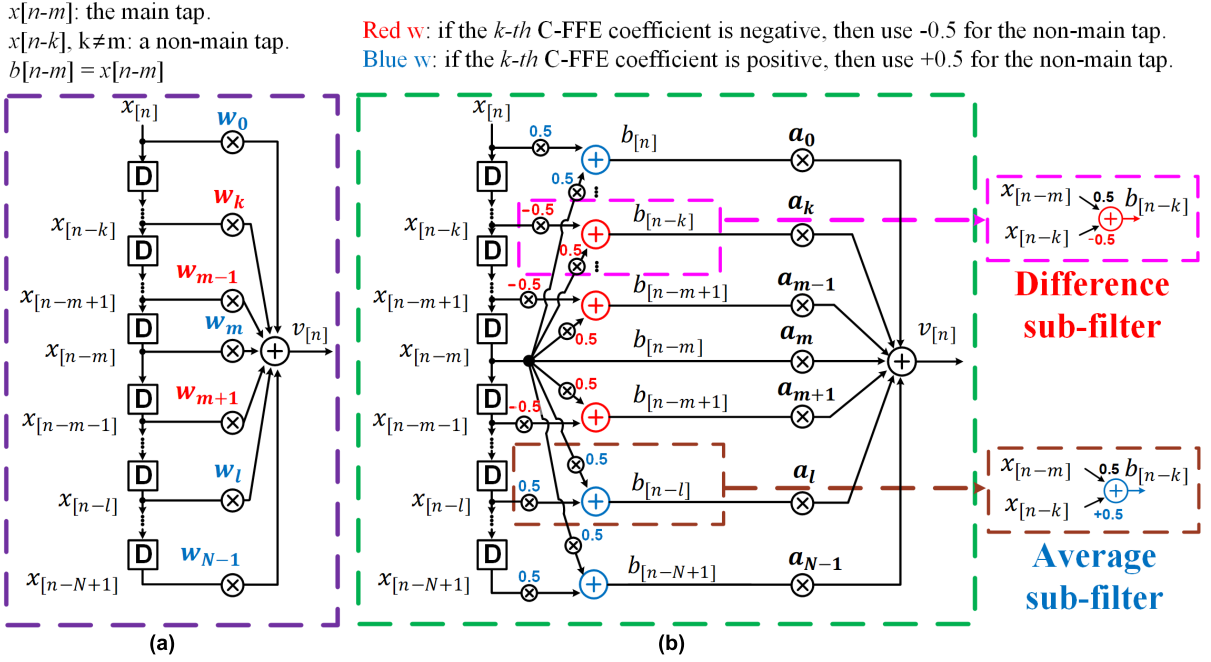 x[n-m]: the main tap.
x[n-k], k≠m: a non-main tap.
b[n-m] = x[n-m]
Red w: if the k-th C-FFE coefficient is negative, then use -0.5 for the non-main tap.
Blue w: if the k-th C-FFE coefficient is positive, then use +0.5 for the non-main tap.
x[n]
w0
D
wk
x[n-k]
D
wm-1
x[n-m+1]
D
wm
x[n-m]
v[n]
D
wm+1
x[n-m-1]
D
wl
x[n-l]
D
wN-1
x[n-N+1]
(a)
x[n]
0.5
b[n]
a0
D
0.5
-0.5
b[n-k]
ak
x[n-k]
D
0.5
-0.5
b[n-m+1]
am-1
x[n-m+1]
D
0.5
b[n-m]
am
x[n-m]
v[n]
D
0.5
b[n-m+1]
am+1
-0.5
x[n-m-1]
D
0.5
0.5
b[n-l]
al
x[n-l]
D
0.5
0.5
b[n-N+1]
aN-1
x[n-N+1]
(b)
x[n-m]
0.5
b[n-k]
x[n-k]
-0.5
Difference
sub-filter
x[n-m]
0.5
b[n-k]
x[n-k]
+0.5
Average
sub-filter